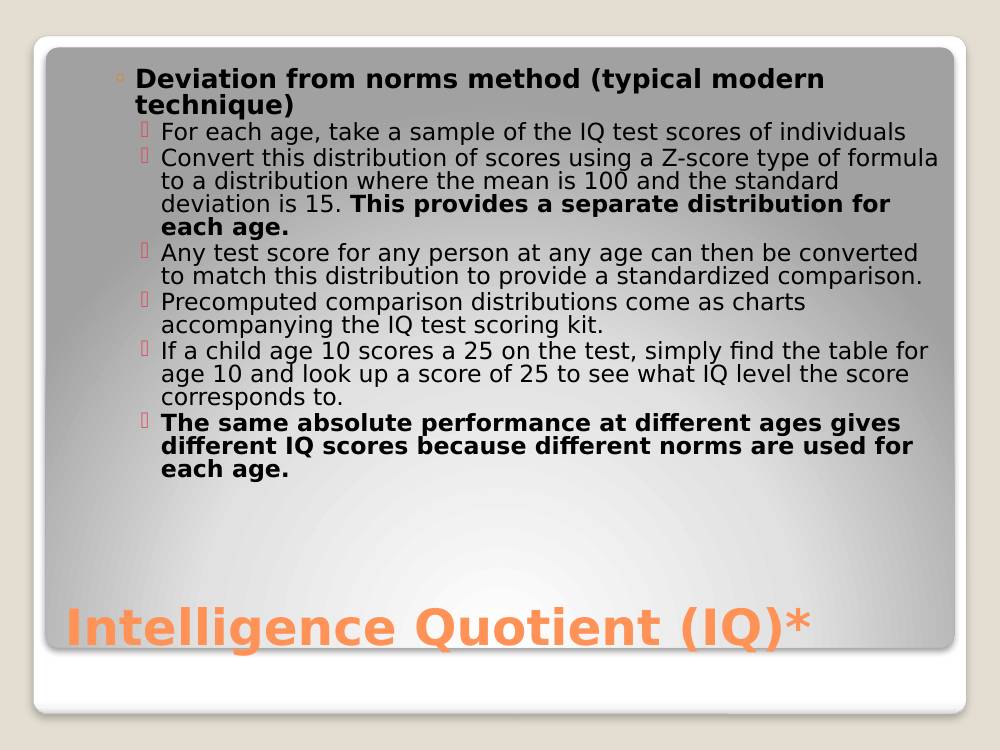 Deviation from norms method (typical modern
technique)
For each age, take a sample of the IQ test scores of individuals
Convert this distribution of scores using a Z-score type of formula
to a distribution where the mean is 100 and the standard
deviation is 15. This provides a separate distribution for
each age.
Any test score for any person at any age can then be converted
to match this distribution to provide a standardized comparison.
Precomputed comparison distributions come as charts
accompanying the IQ test scoring kit.
If a child age 10 scores a 25 on the test, simply find the table for
age 10 and look up a score of 25 to see what IQ level the score
corresponds to.
The same absolute performance at different ages gives
different IQ scores because different norms are used for
each age.
Intelligence Quotient (IQ)*